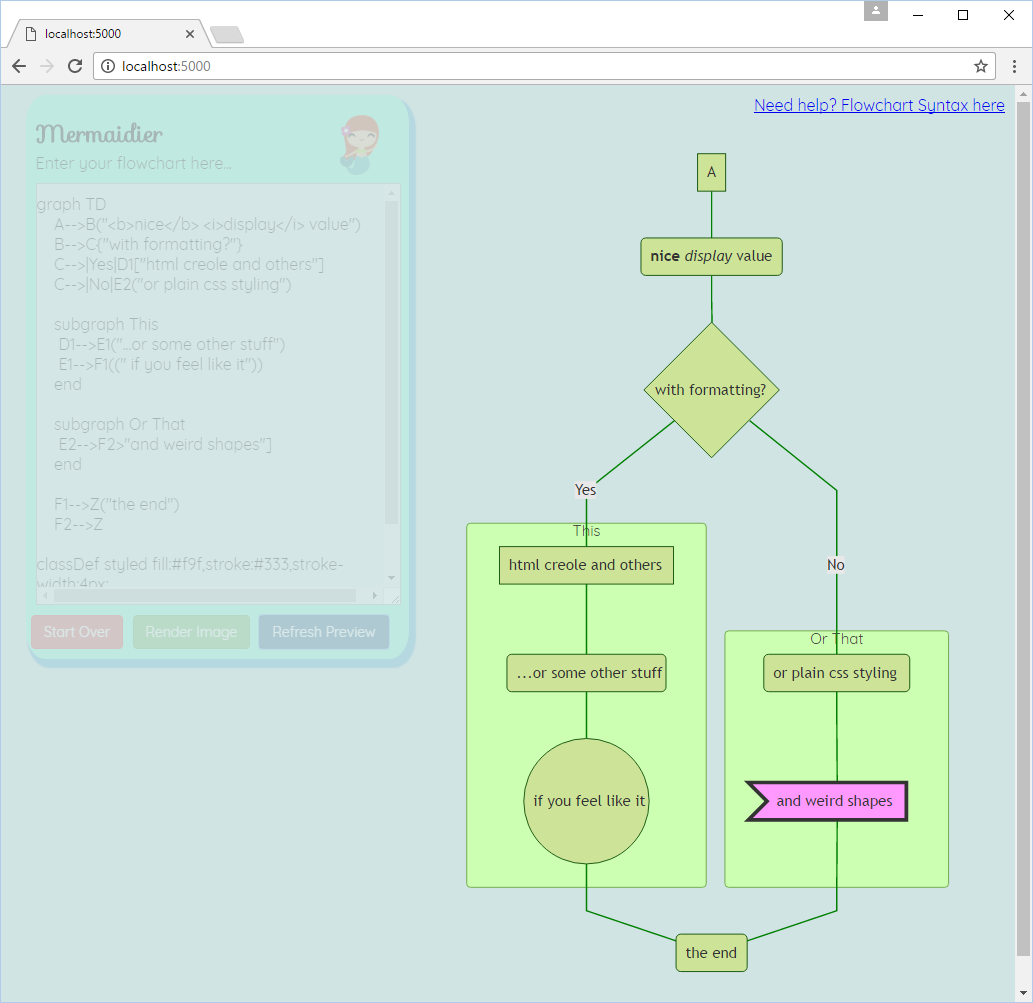 localhost:5000
localhost:5000
Need help? Flowchart Syntax here
Mermaidier
Enter your flowchart here...
graph TD
A-->B("<b>nice</b> <i>display</i> value")
B-->C{"with formatting?"}
C-->|Yes|D1["html creole and others"]
C-->|No|E2("or plain css styling")
subgraph This
D1-->E1("...or some other stuff")
E1-->F1((" if you feel like it"))
end
subgraph Or That
E2-->F2>"and weird shapes"]
end
F1-->Z("the end")
F2-->Z
classDef styled fill:#f9f,stroke:#333,stroke-
width:4px;
Start Over
Render Image
Refresh Preview
A
nice display value
with formatting?
Yes
This
html creole and others
No
Or That
...or some other stuff
or plain css styling
if you feel like it
and weird shapes
the end